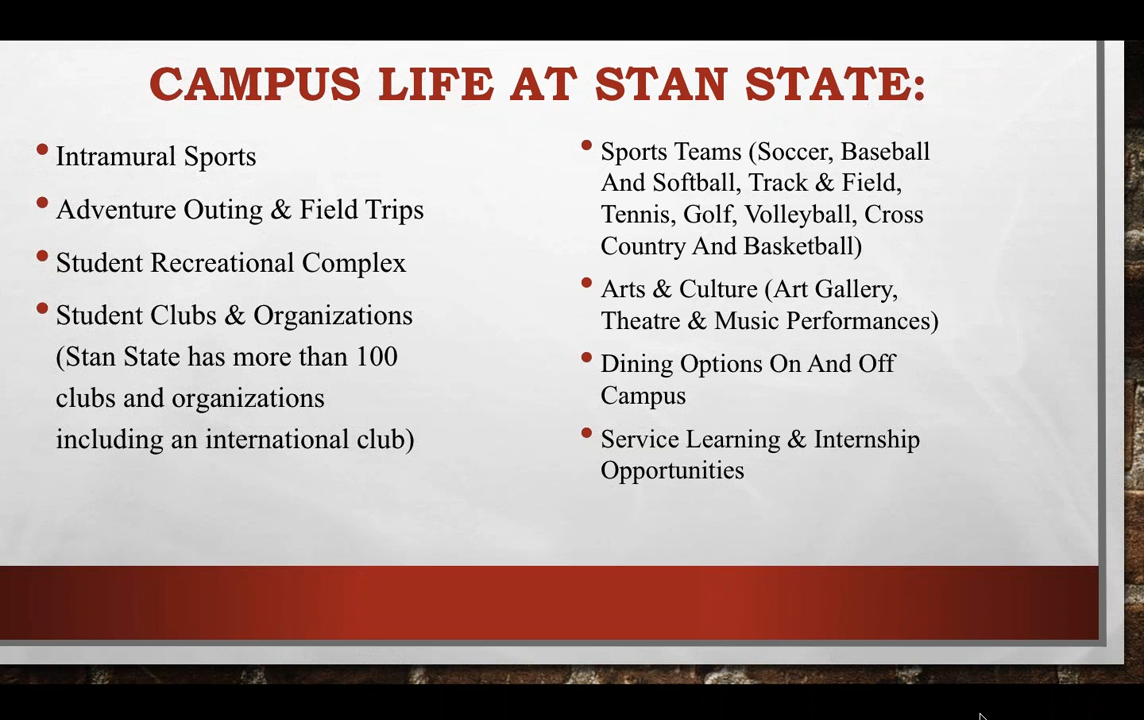 CAMPUS LIFE AT STAN STATE:
• Intramural Sports
• Adventure Outing & Field Trips
• Student Recreational Complex
• Student Clubs & Organizations
(Stan State has more than 100
clubs and organizations
including an international club)
• Sports Teams (Soccer, Baseball
And Softball, Track & Field,
Tennis, Golf, Volleyball, Cross
Country And Basketball)
• Arts & Culture (Art Gallery,
Theatre & Music Performances)
• Dining Options On And Off
Campus
• Service Learning & Internship
Opportunities